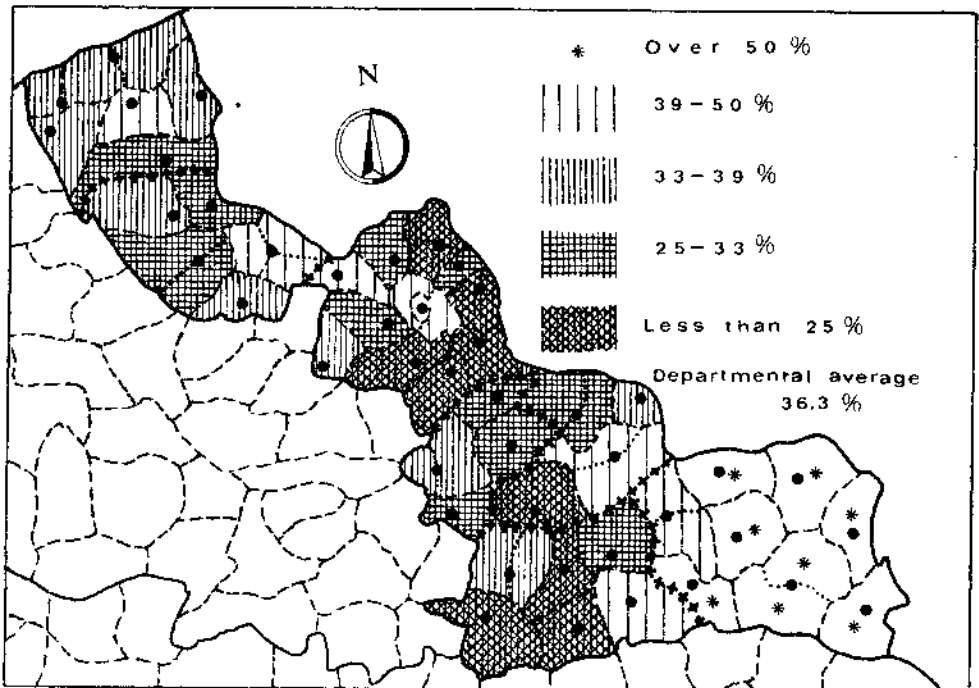 N
* Over 50 %
39-50 %
33-39 %
25-33 %
Less than 25 %
Departmental average
36,3 %